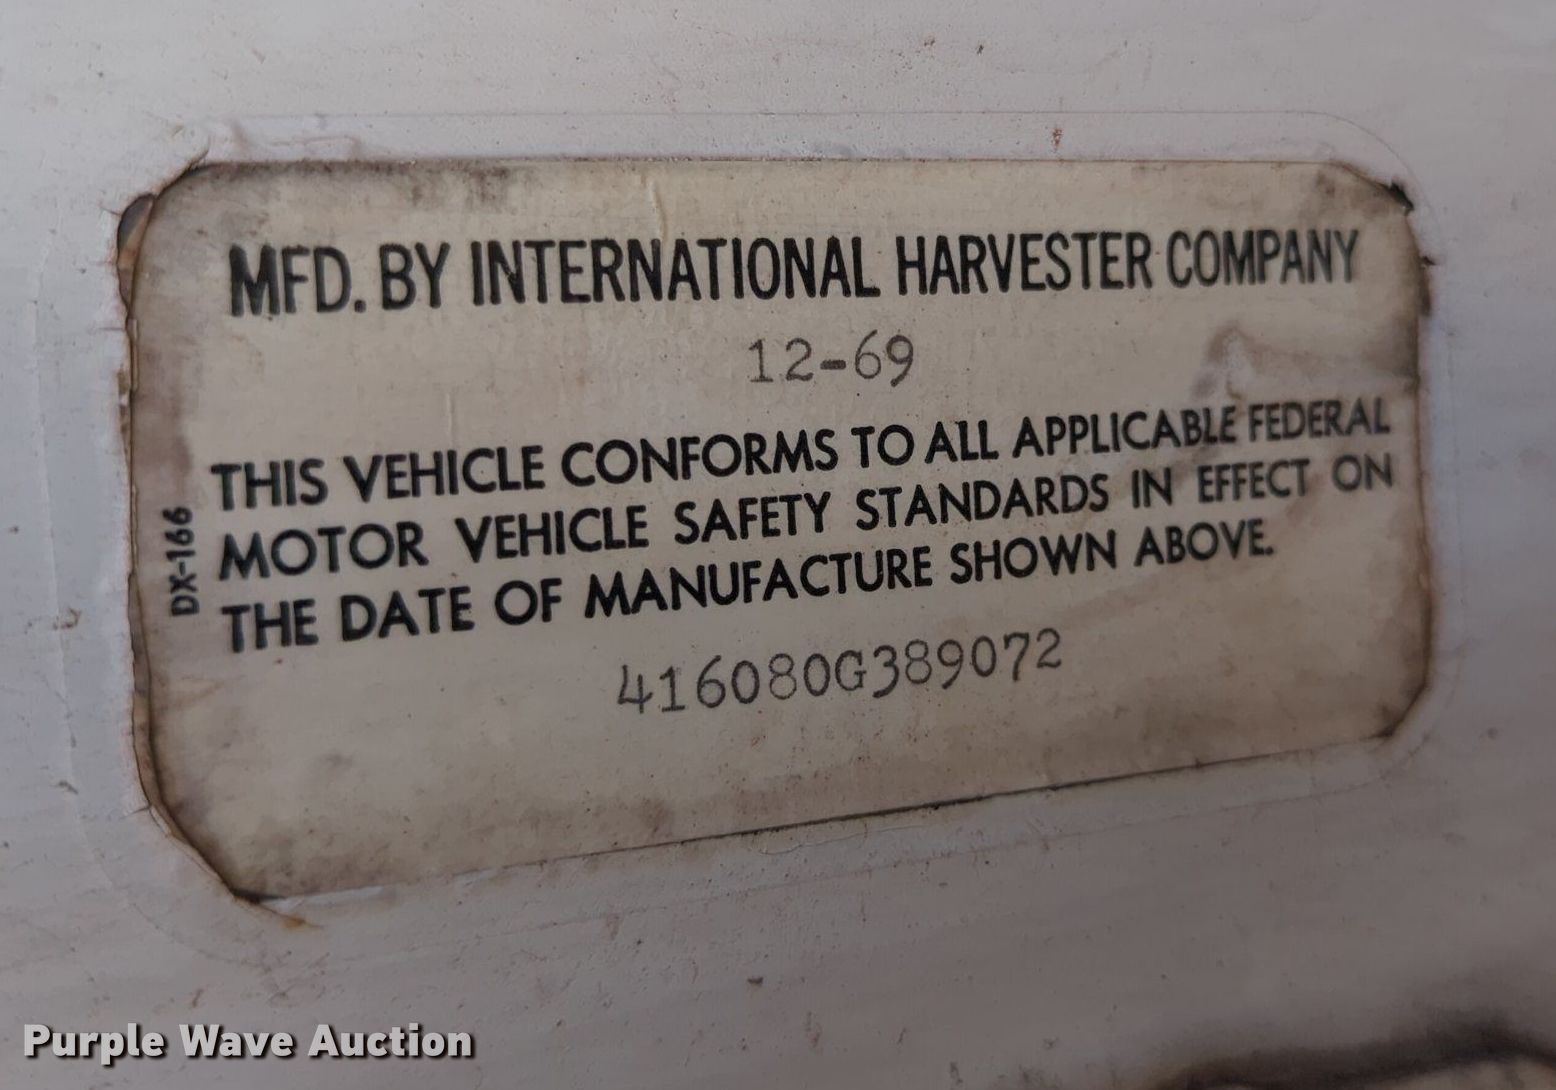 MFD. BY INTERNATIONAL HARVESTER COMPANY
12-69
THIS VEHICLE CONFORMS TO ALL APPLICABLE FEDERAL
MOTOR VEHICLE SAFETY STANDARDS IN EFFECT ON
THE DATE OF MANUFACTURE SHOWN ABOVE.
DX-166
416080G389072
Purple Wave Auction